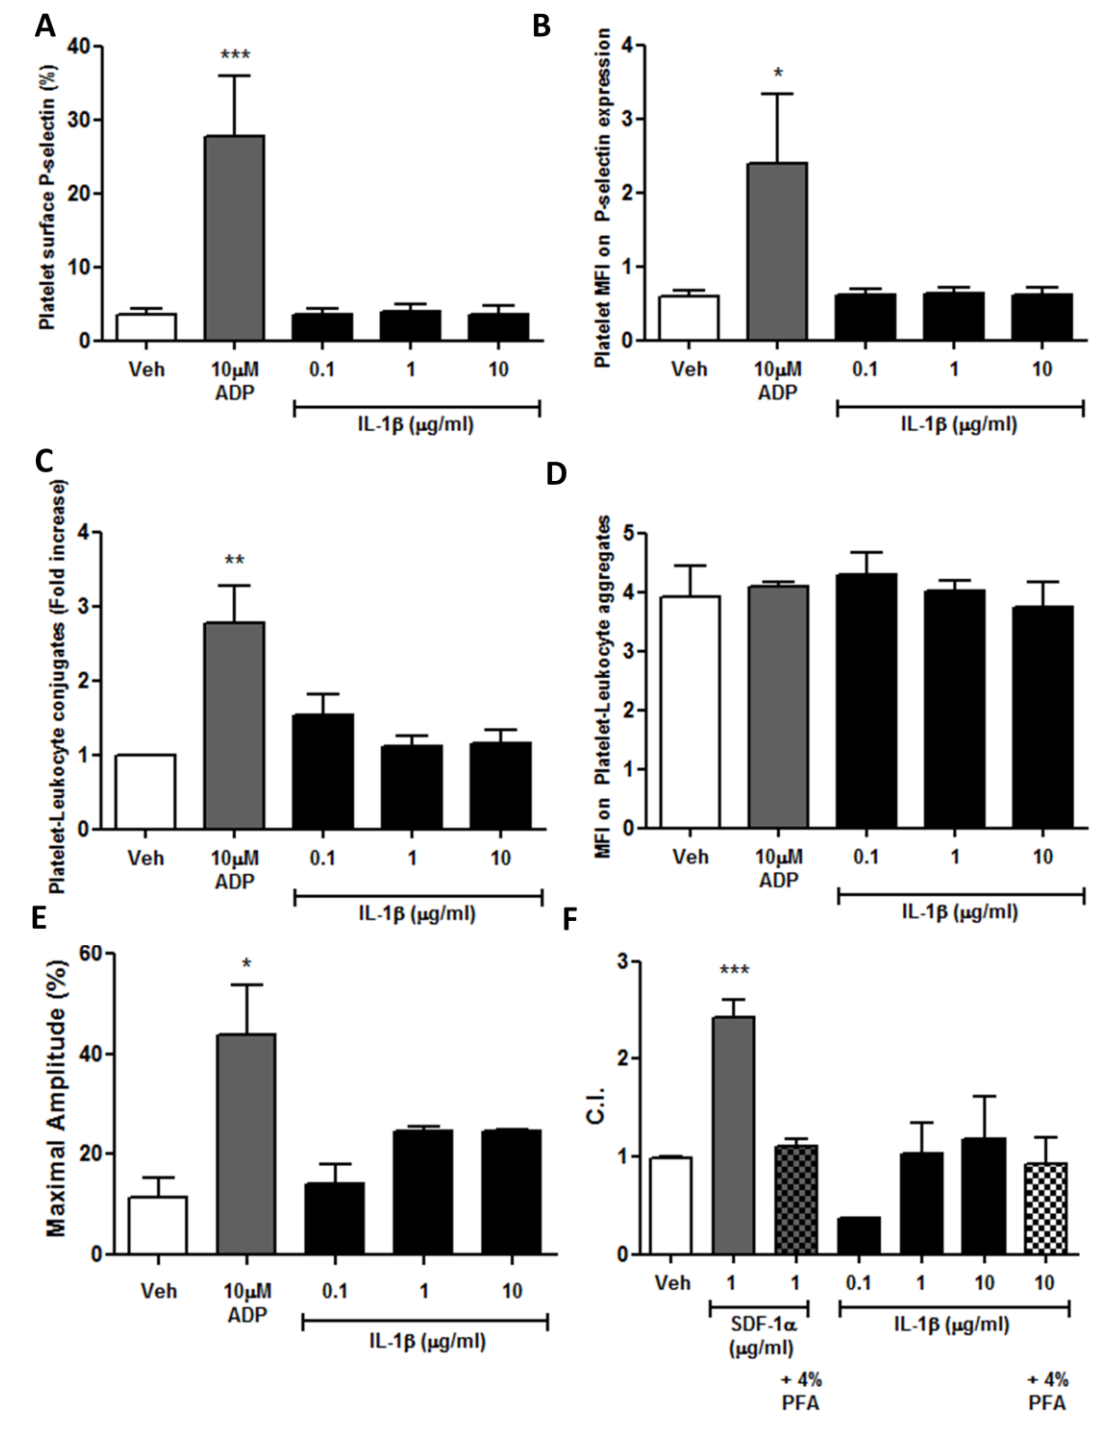 A
Platelet surface P-selectin (%)
40
30
20
10
0
***
Veh
10µM
ADP
0.1
1
10
IL-1β (µg/ml)
B
Platelet MFI on P-selectin expression
4
3
2
1
0
*
Veh
10µM
ADP
0.1
1
10
IL-1β (µg/ml)
C
Platelet-Leukocyte conjugates (Fold increase)
4
3
2
1
0
**
Veh
10µM
ADP
0.1
1
10
IL-1β (µg/ml)
D
MFI on Platelet-Leukocyte aggregates
5
4
3
2
1
0
Veh
10µM
ADP
0.1
1
10
IL-1β (µg/ml)
E
Maximal Amplitude (%)
60
40
20
0
*
Veh
10µM
ADP
0.1
1
10
IL-1β (µg/ml)
F
C.I.
3
2
1
0
***
Veh
1
1
0.1
1
10
10
SDF-1α
(µg/ml)
IL-1β (µg/ml)
+ 4%
PFA
+ 4%
PFA